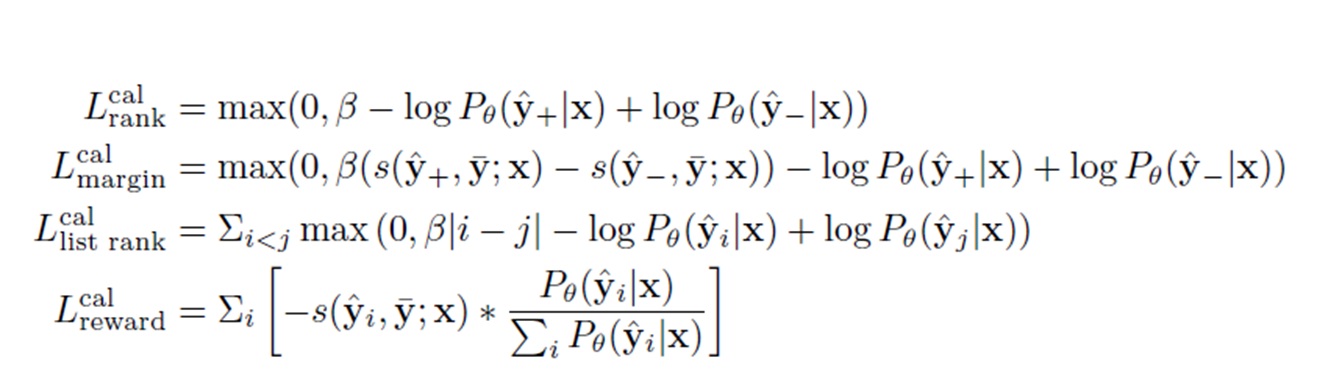 L^{cal}_{rank} = max(0, β − log P_θ(ŷ_+|x) + log P_θ(ŷ_−|x))
L^{cal}_{margin} = max(0, β(s(ŷ_+, ȳ; x) − s(ŷ_−, ȳ; x)) − log P_θ(ŷ_+|x) + log P_θ(ŷ_−|x))
L^{cal}_{list rank} = Σ_{i<j} max (0, β|i − j| − log P_θ(ŷ_i|x) + log P_θ(ŷ_j|x))
L^{cal}_{reward} = Σ_i [−s(ŷ_i, ȳ; x) * \frac{P_θ(ŷ_i|x)}{∑_i P_θ(ŷ_i|x)}]